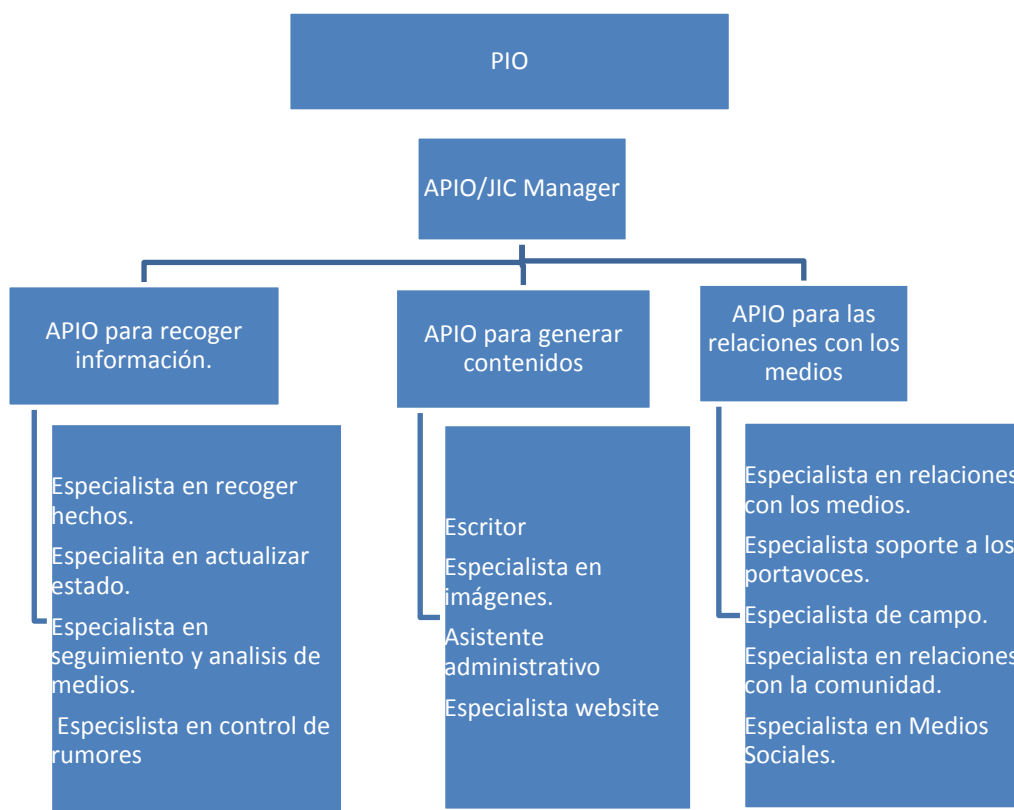 PIO
APIO/JIC Manager
APIO para recoger
información.
Especialista en recoger
hechos.
Especialita en actualizar
estado.
Especialista en
seguimiento y analisis de
medios.
Especislista en control de
rumores
APIO para generar
contenidos
Escritor
Especialista en
imágenes.
Asistente
administrativo
Especialista website
APIO para las
relaciones con los
medios
Especialista en relaciones
con los medios.
Especialista soporte a los
portavoces.
Especialista de campo.
Especialista en relaciones
con la comunidad.
Especialista en Medios
Sociales.